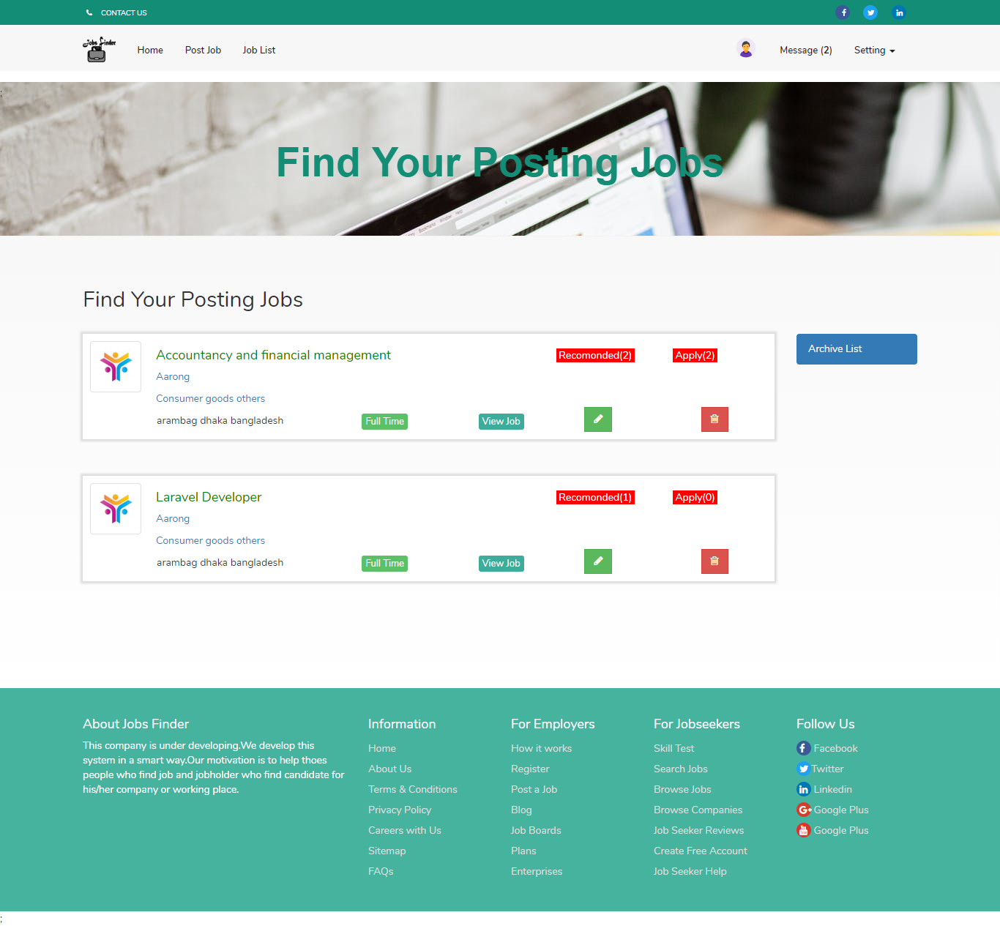 CONTACT US
Jobs Finder
Home Post Job Job List Message (2) Setting
;
Find Your Posting Jobs
Find Your Posting Jobs
Accountancy and financial management Recomonded(2) Apply(2)
Archive List
Aarong
Consumer goods others
arambag dhaka bangladesh Full Time View Job
Laravel Developer Recomonded(1) Apply(0)
Aarong
Consumer goods others
arambag dhaka bangladesh Full Time View Job
About Jobs Finder
This company is under developing.We develop this
system in a smart way.Our motivation is to help thoes
people who find job and jobholder who find candidate for
his/her company or working place.
Information
Home
About Us
Terms & Conditions
Privacy Policy
Careers with Us
Sitemap
FAQs
For Employers
How it works
Register
Post a Job
Blog
Job Boards
Plans
Enterprises
For Jobseekers
Skill Test
Search Jobs
Browse Jobs
Browse Companies
Job Seeker Reviews
Create Free Account
Job Seeker Help
Follow Us
Facebook
Twitter
Linkedin
Google Plus
Google Plus
;